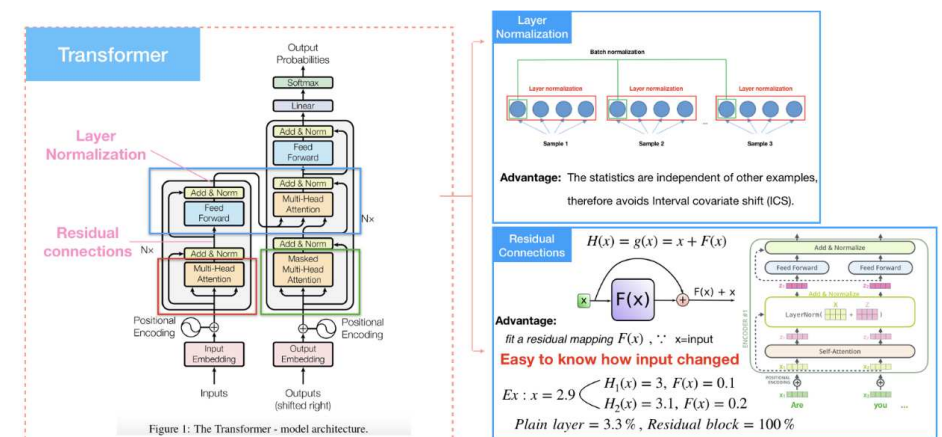 Transformer
Output
Probabilities
Softmax
Linear
Add & Norm
Feed
Forward
Layer
Normalization
Add & Norm
Feed
Forward
Add & Norm
Multi-Head
Attention
Residual
connections
N×
N×
Add & Norm
Multi-Head
Attention
Add & Norm
Masked
Multi-Head
Attention
Positional
Encoding
Positional
Encoding
Input
Embedding
Output
Embedding
Inputs
Outputs
(shifted right)
Figure 1: The Transformer - model architecture.
Layer
Normalization
Batch normalization
Layer normalization
Layer normalization
Layer normalization
...
Sample 1
Sample 2
Sample 3
Advantage: The statistics are independent of other examples,
therefore avoids Interval covariate shift (ICS).
Residual
Connections
H(x) = g(x) = x + F(x)
x
F(x)
+
F(x) + x
Advantage:
fit a residual mapping F(x) , ∵ x=input
Easy to know how input changed
Ex : x = 2.9
H₁(x) = 3, F(x) = 0.1
H₂(x) = 3.1, F(x) = 0.2
Plain layer = 3.3 % , Residual block = 100 %
ENCODER #1
Add & Normalize
Feed Forward
Feed Forward
Add & Normalize
LayerNorm( + )
Self-Attention
POSITIONAL
ENCODING
Are
you
...